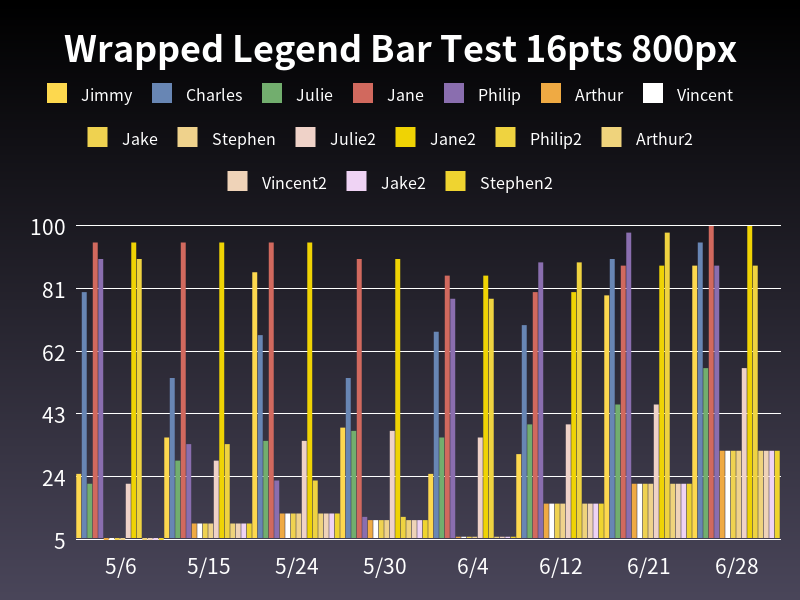 Wrapped Legend Bar Test 16pts 800px
Jimmy Charles Julie Jane Philip Arthur Vincent
Jake Stephen Julie2 Jane2 Philip2 Arthur2
Vincent2 Jake2 Stephen2
100
81
62
43
24
5
5/6 5/15 5/24 5/30 6/4 6/12 6/21 6/28